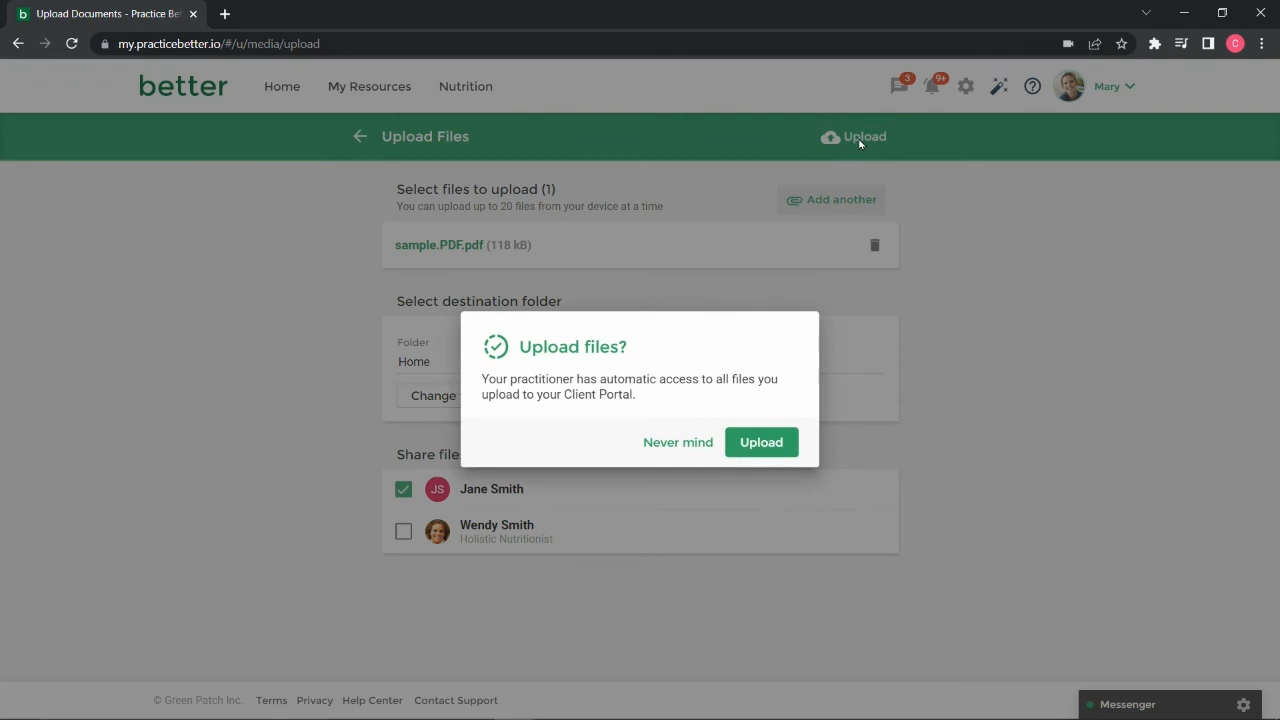 b Upload Documents - Practice Be
my.practicebetter.io/#/u/media/upload
C
better
Home
My Resources
Nutrition
3
9+
Mary
Upload Files
Upload
Select files to upload (1)
You can upload up to 20 files from your device at a time
Add another
sample.PDF.pdf (118 kB)
Select destination folder
Folder
Home
Change
Upload files?
Your practitioner has automatic access to all files you
upload to your Client Portal.
Never mind
Upload
Share file
JS
Jane Smith
Wendy Smith
Holistic Nutritionist
© Green Patch Inc.
Terms
Privacy
Help Center
Contact Support
Messenger